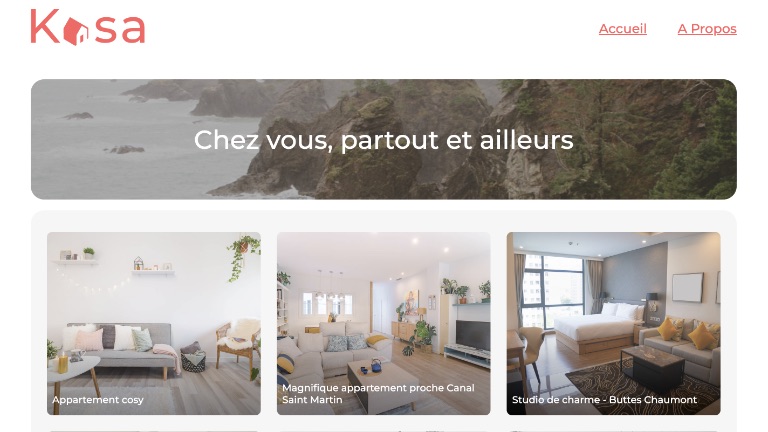 Kasa
Accueil
A Propos
Chez vous, partout et ailleurs
Appartement cosy
Magnifique appartement proche Canal
Saint Martin
Studio de charme - Buttes Chaumont